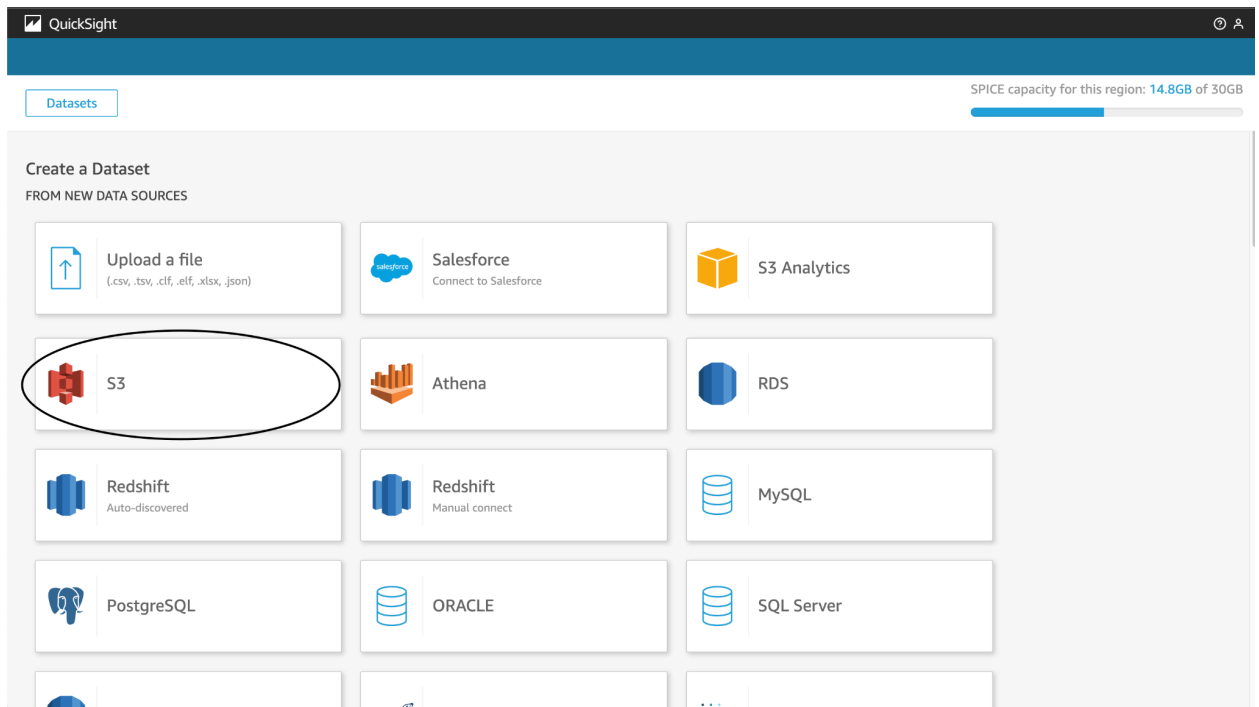 QuickSight
Datasets
SPICE capacity for this region: 14.8GB of 30GB
Create a Dataset
FROM NEW DATA SOURCES
Upload a file
(.csv, .tsv, .clf, .elf, .xlsx, .json)
salesforce
Salesforce
Connect to Salesforce
S3 Analytics
S3
Athena
RDS
Redshift
Auto-discovered
Redshift
Manual connect
MySQL
PostgreSQL
ORACLE
SQL Server